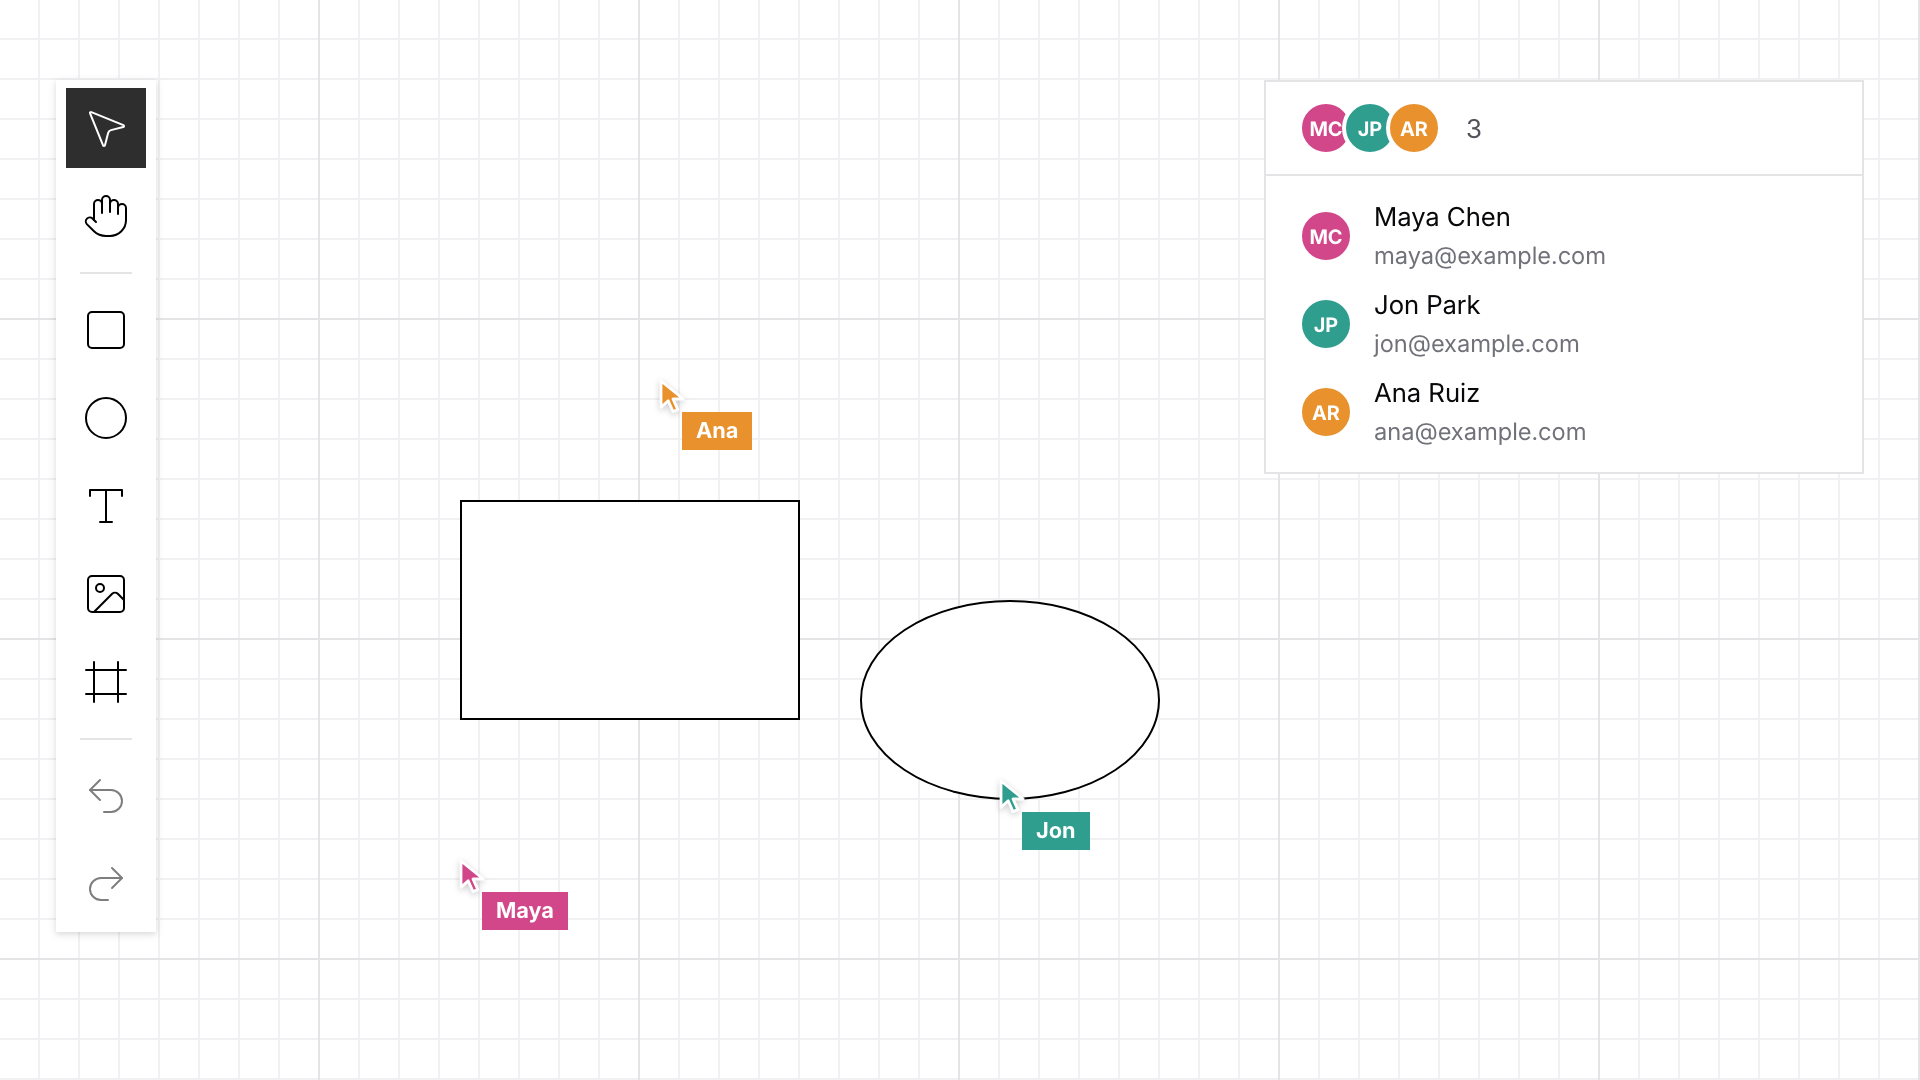 MC JP AR 3
MC Maya Chen
maya@example.com
JP Jon Park
jon@example.com
AR Ana Ruiz
ana@example.com
Ana
Jon
Maya